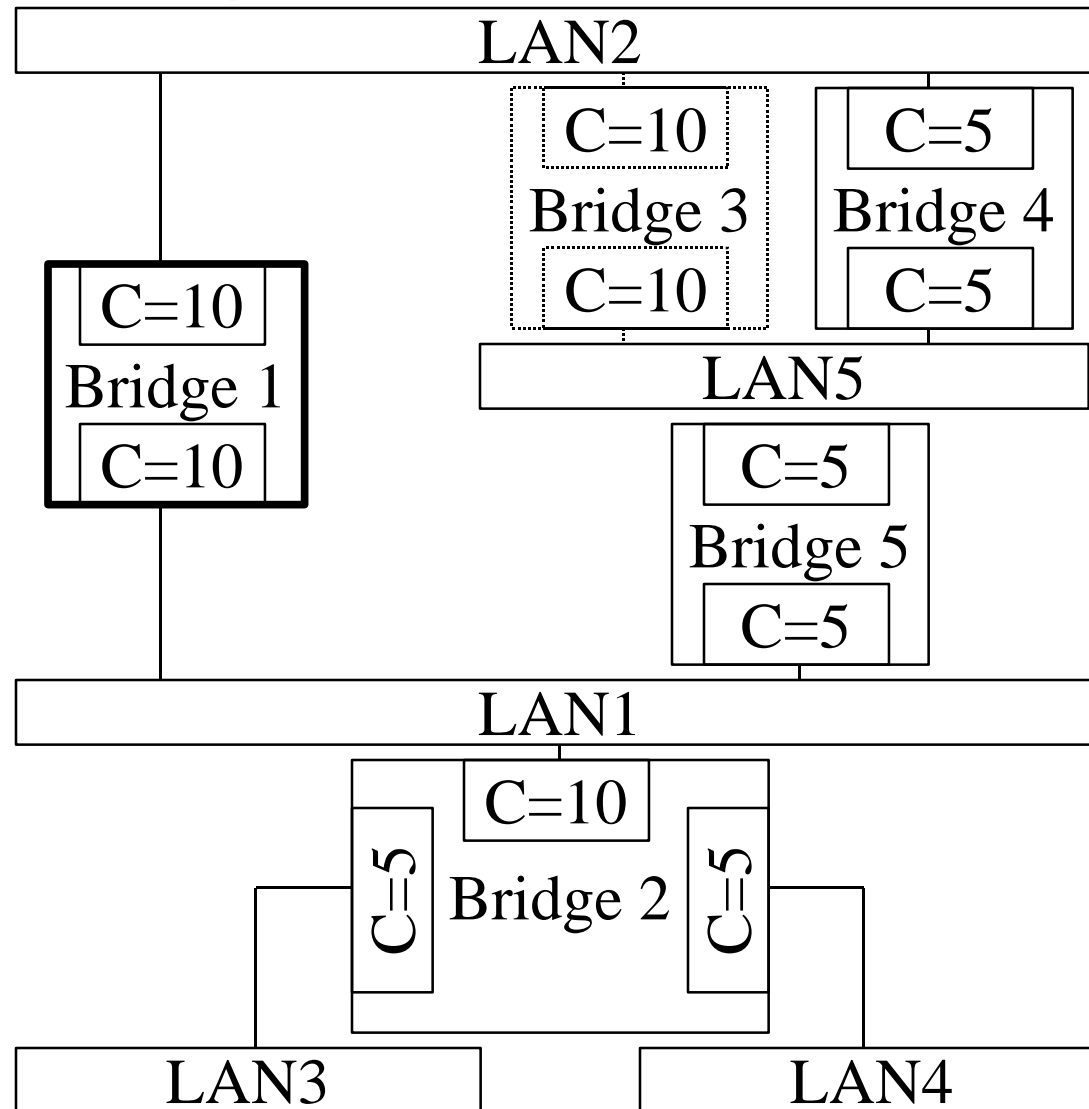 LAN2
C=10
C=5
Bridge 3
Bridge 4
C=10
C=5
C=10
Bridge 1
C=10
LAN5
C=5
Bridge 5
C=5
LAN1
C=10
C=5
Bridge 2
C=5
LAN3
LAN4